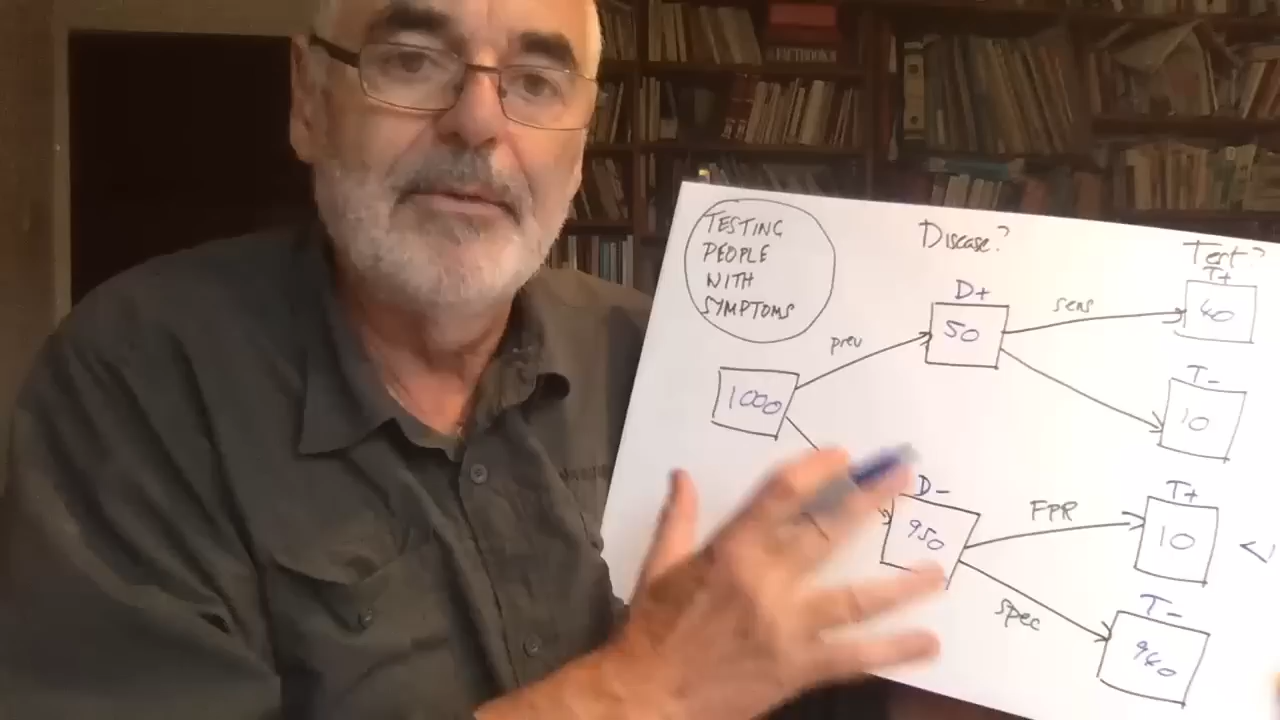 TESTING
PEOPLE
WITH
SYMPTOMS
Disease?
Test?
D+
50
prev
1000
sens
T+
40
T-
10
D-
950
FPR
T+
10
<
spec
T-
940